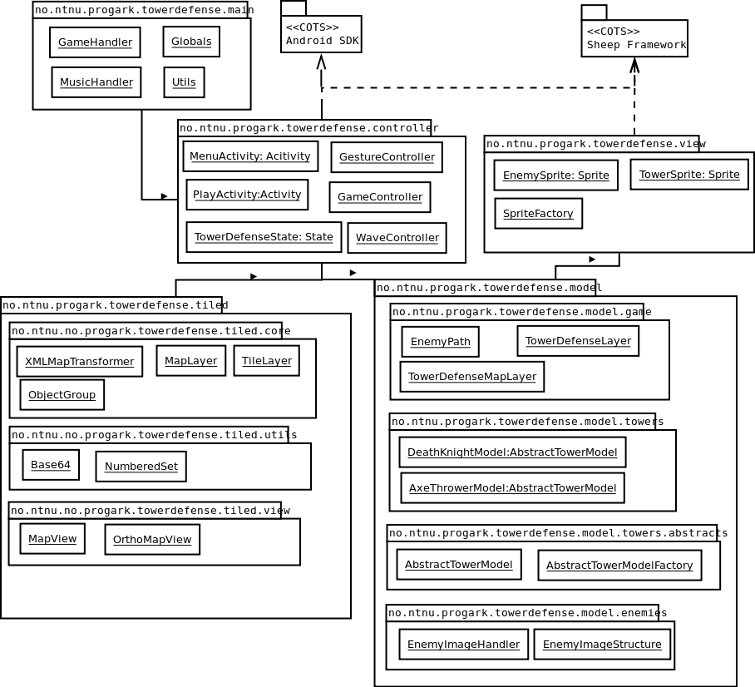 no.ntnu.progark.towerdefense.main
GameHandler
Globals
MusicHandler
Utils
<<COTS>>
Android SDK
<<COTS>>
Sheep Framework
no.ntnu.progark.towerdefense.controller
MenuActivity: Acitivity
GestureController
PlayActivity:Activity
GameController
TowerDefenseState: State
WaveController
no.ntnu.progark.towerdefense.view
EnemySprite: Sprite
TowerSprite: Sprite
SpriteFactory
no.ntnu.progark.towerdefense.tiled
no.ntnu.no.progark.towerdefense.tiled.core
XMLMapTransformer
MapLayer
TileLayer
ObjectGroup
no.ntnu.no.progark.towerdefense.tiled.utils
Base64
NumberedSet
no.ntnu.no.progark.towerdefense.tiled.view
MapView
OrthoMapView
no.ntnu.progark.towerdefense.model
no.ntnu.progark.towerdefense.model.game
EnemyPath
TowerDefenseLayer
TowerDefenseMapLayer
no.ntnu.progark.towerdefense.model.towers
DeathKnightModel:AbstractTowerModel
AxeThrowerModel:AbstractTowerModel
no.ntnu.progark.towerdefense.model.towers.abstracts
AbstractTowerModel
AbstractTowerModelFactory
no.ntnu.progark.towerdefense.model.enemies
EnemyImageHandler
EnemyImageStructure